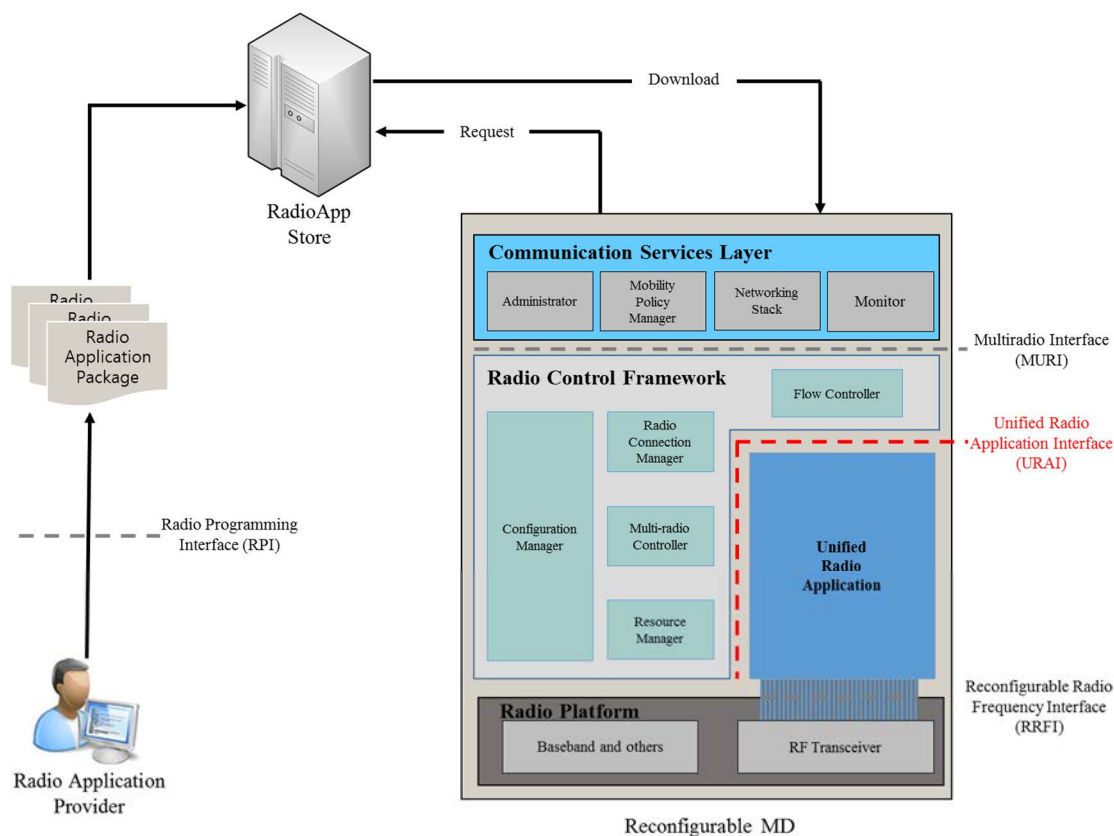 Download
Request
RadioApp
Store
Communication Services Layer
Administrator
Mobility
Policy
Manager
Networking
Stack
Monitor
Multiradio Interface
(MURI)
Radio
Radio
Radio
Application
Package
Radio Control Framework
Flow Controller
Radio
Connection
Manager
Unified Radio
Application Interface
(URAI)
Radio Programming
Interface (RPI)
Configuration
Manager
Multi-radio
Controller
Unified
Radio
Application
Resource
Manager
Reconfigurable Radio
Frequency Interface
(RRFI)
Radio Platform
Baseband and others
RF Transceiver
Radio Application
Provider
Reconfigurable MD